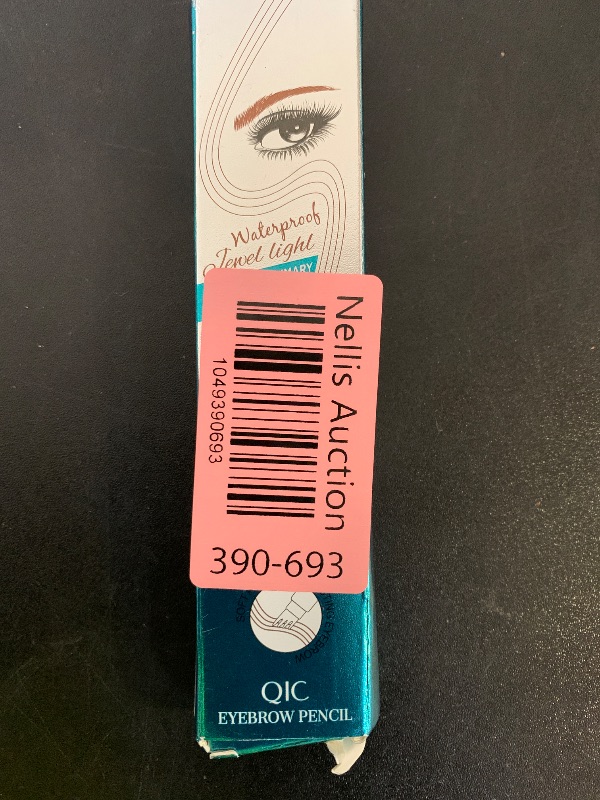 Waterproof
Jewel light
Nellis Auction
1049390693
390-693
QIC
EYEBROW PENCIL